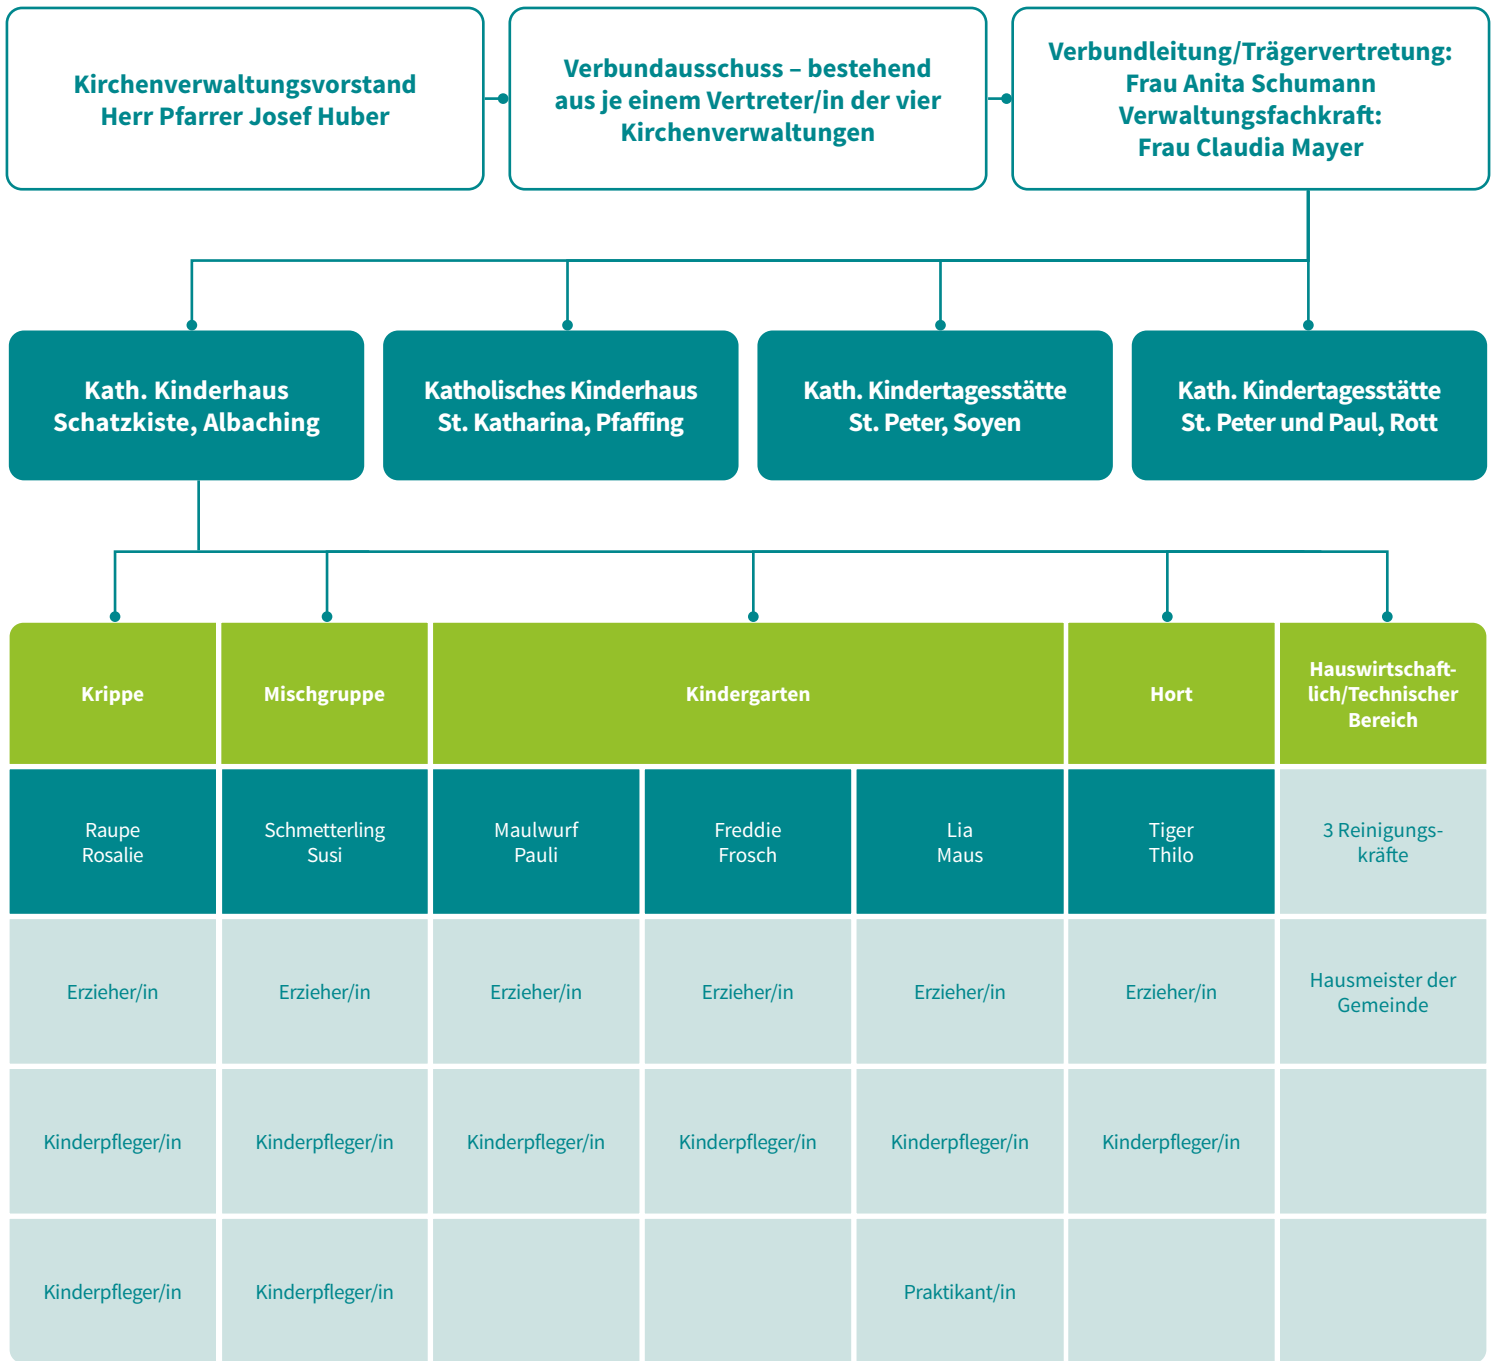 Kirchenverwaltungsvorstand
Herr Pfarrer Josef Huber
Verbundausschuss – bestehend
aus je einem Vertreter/in der vier
Kirchenverwaltungen
Verbundleitung/Trägervertretung:
Frau Anita Schumann
Verwaltungsfachkraft:
Frau Claudia Mayer
Kath. Kinderhaus
Schatzkiste, Albaching
Katholisches Kinderhaus
St. Katharina, Pfaffing
Kath. Kindertagesstätte
St. Peter, Soyen
Kath. Kindertagesstätte
St. Peter und Paul, Rott
Krippe
Mischgruppe
Kindergarten
Hort
Hauswirtschaft-
lich/Technischer
Bereich
Raupe
Rosalie
Schmetterling
Susi
Maulwurf
Pauli
Freddie
Frosch
Lia
Maus
Tiger
Thilo
3 Reinigungs-
kräfte
Erzieher/in
Erzieher/in
Erzieher/in
Erzieher/in
Erzieher/in
Erzieher/in
Hausmeister der
Gemeinde
Kinderpfleger/in
Kinderpfleger/in
Kinderpfleger/in
Kinderpfleger/in
Kinderpfleger/in
Kinderpfleger/in
Kinderpfleger/in
Kinderpfleger/in
Praktikant/in